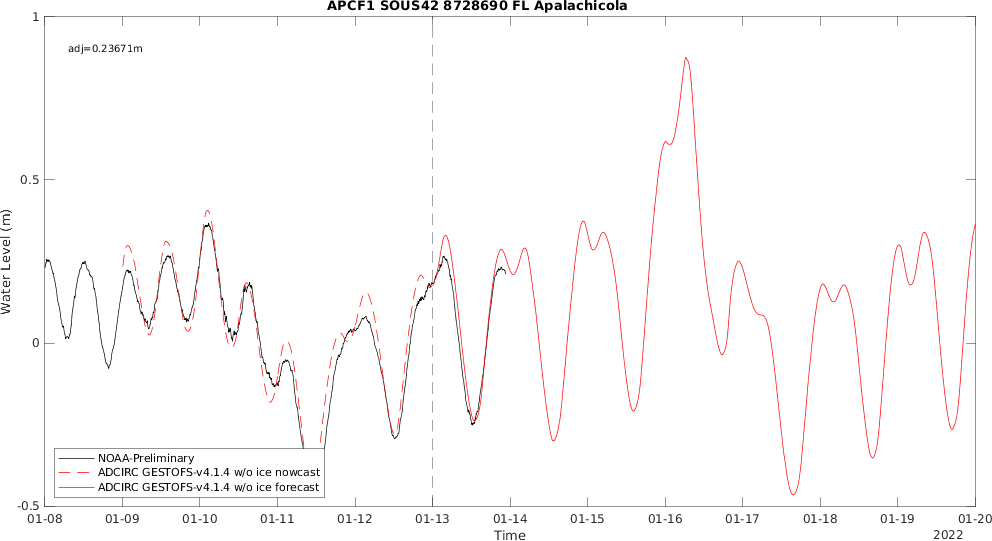 APCF1 SOUS42 8728690 FL Apalachicola
adj=0.23671m
1
0.5
0
-0.5
Water Level (m)
NOAA-Preliminary
ADCIRC GESTOFS-v4.1.4 w/o ice nowcast
ADCIRC GESTOFS-v4.1.4 w/o ice forecast
01-08 01-09 01-10 01-11 01-12 01-13 01-14 01-15 01-16 01-17 01-18 01-19 01-20
Time
2022